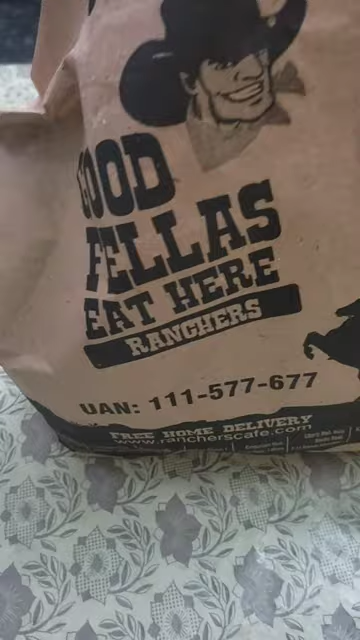 GOOD
FELLAS
EAT HERE
RANCHERS
UAN: 111-577-677
FREE HOME DELIVERY
www.rancherscafe.com